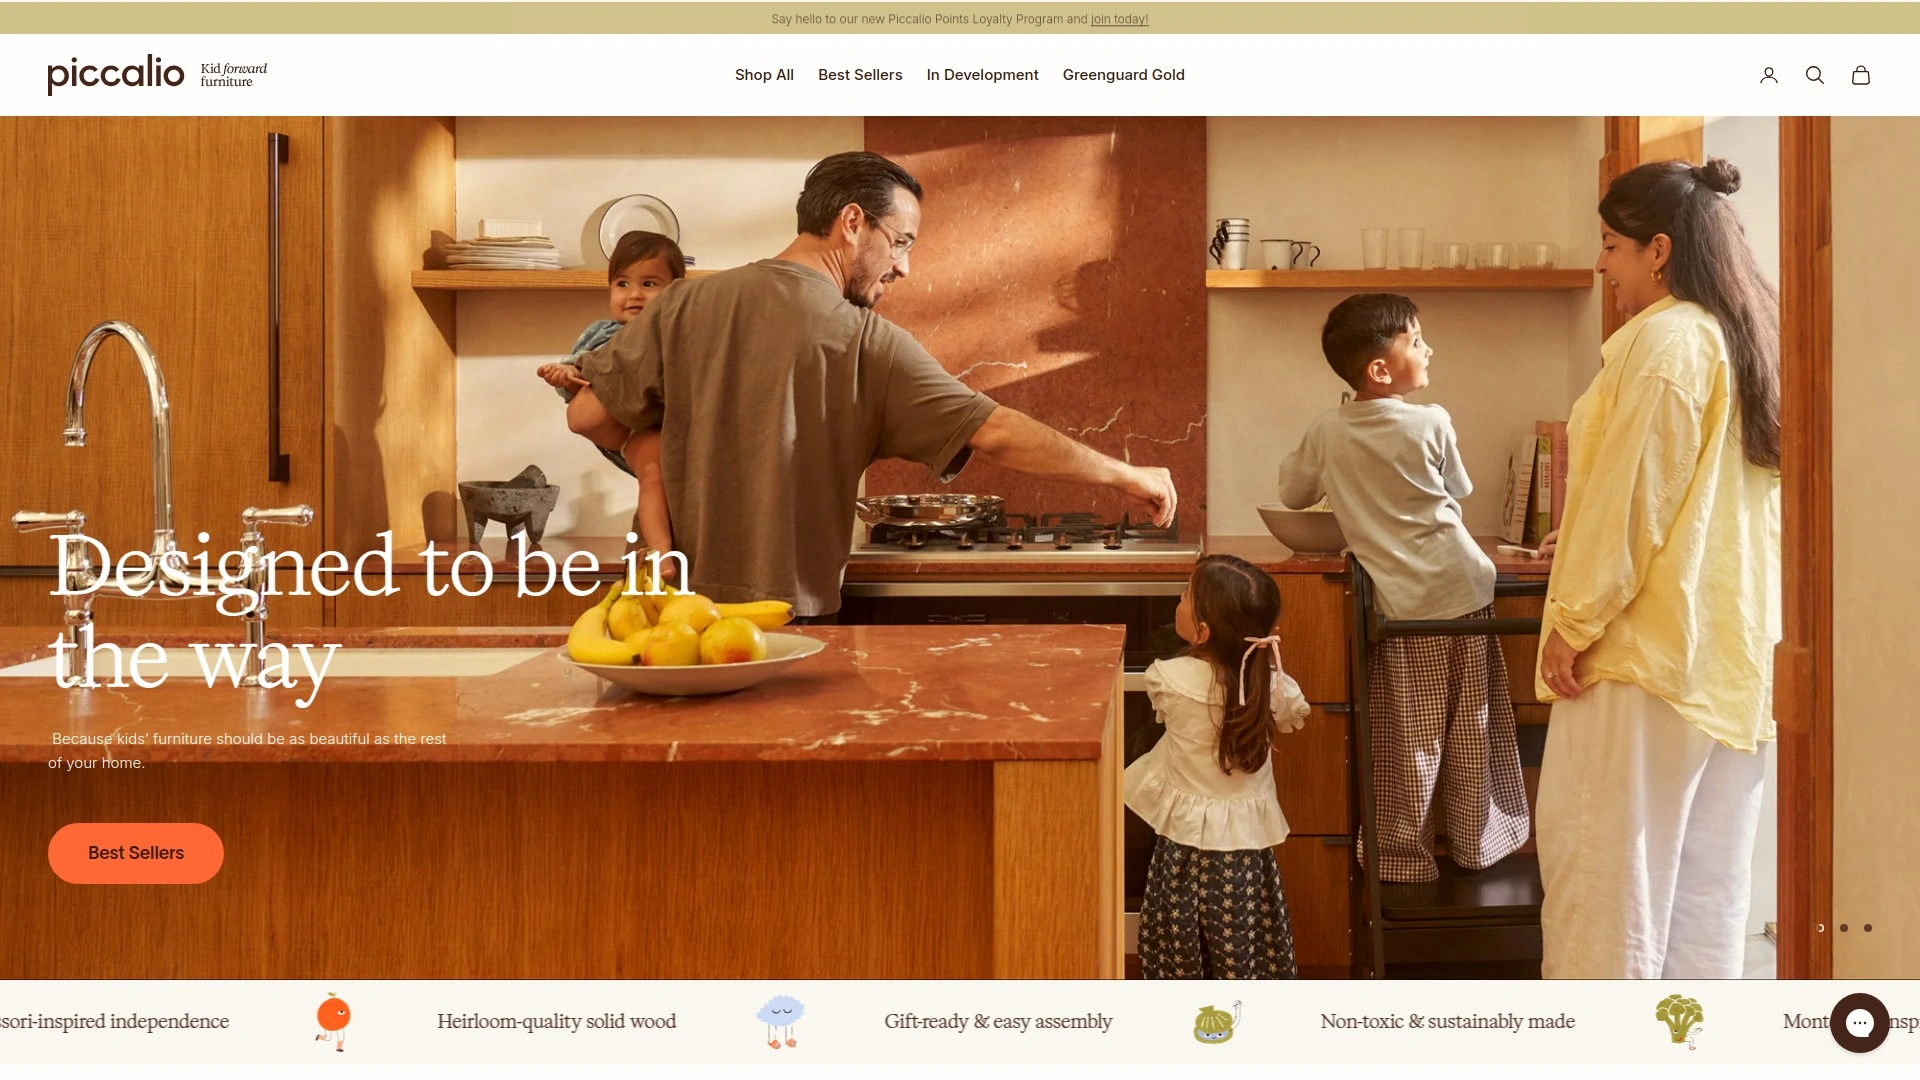 Say hello to our new Piccalio Points Loyalty Program and join today!
piccalio
Kid forward
furniture
Shop All
Best Sellers
In Development
Greenguard Gold
Designed to be in
the way
Because kids' furniture should be as beautiful as the rest
of your home.
Best Sellers
ssori-inspired independence
Heirloom-quality solid wood
Gift-ready & easy assembly
Non-toxic & sustainably made
Mont
nspi